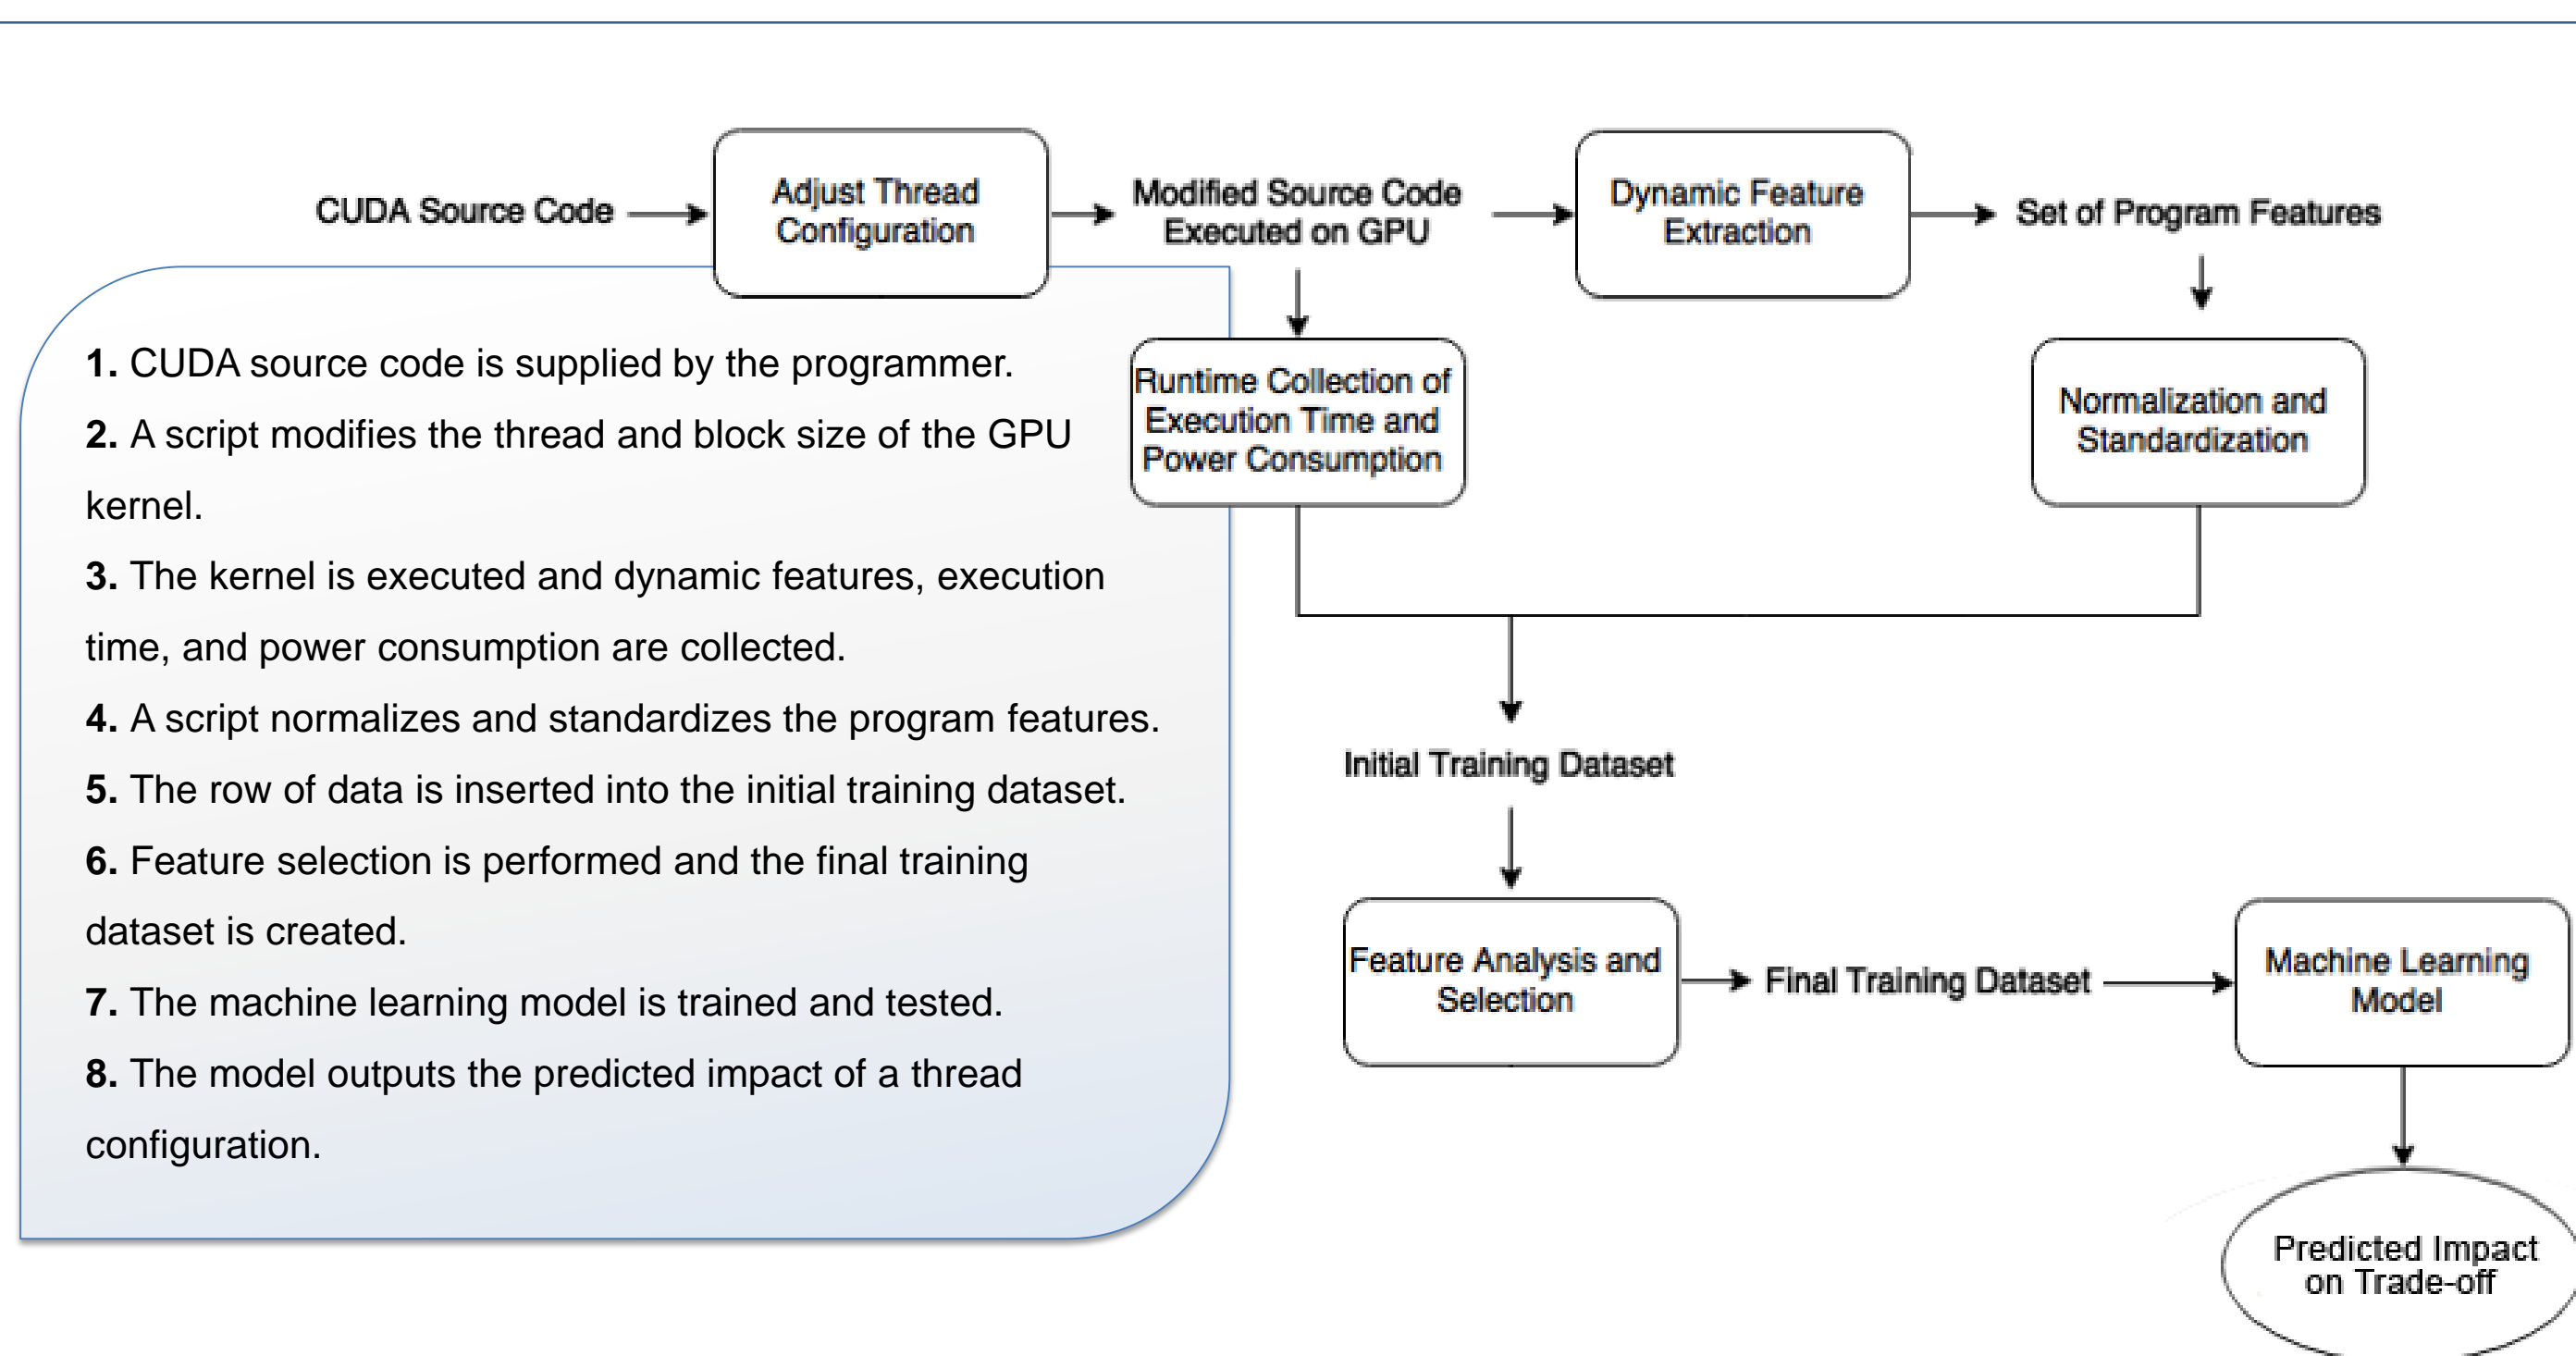 CUDA Source Code
Adjust Thread
Configuration
Modified Source Code
Executed on GPU
Dynamic Feature
Extraction
Set of Program Features
1. CUDA source code is supplied by the programmer.
2. A script modifies the thread and block size of the GPU
kernel.
3. The kernel is executed and dynamic features, execution
time, and power consumption are collected.
4. A script normalizes and standardizes the program features.
5. The row of data is inserted into the initial training dataset.
6. Feature selection is performed and the final training
dataset is created.
7. The machine learning model is trained and tested.
8. The model outputs the predicted impact of a thread
configuration.
Runtime Collection of
Execution Time and
Power Consumption
Normalization and
Standardization
Initial Training Dataset
Feature Analysis and
Selection
Final Training Dataset
Machine Learning
Model
Predicted Impact
on Trade-off